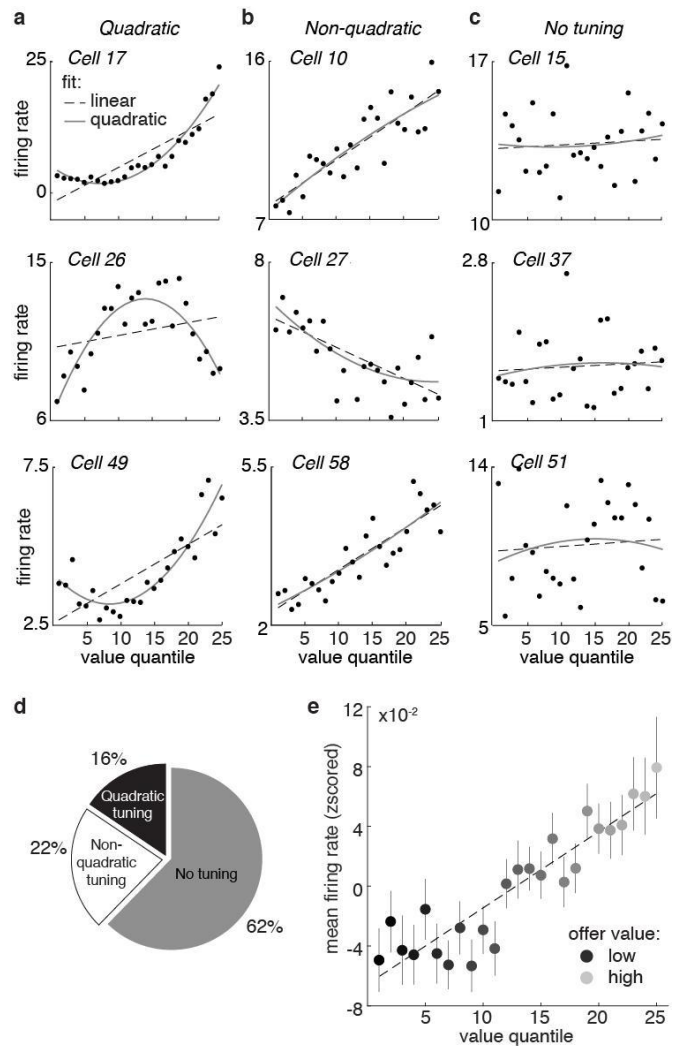 a
Quadratic
b
Non-quadratic
c
No tuning
Cell 17
25
fit:
linear
quadratic
0
firing rate
Cell 10
16
7
Cell 15
17
10
Cell 26
15
6
firing rate
Cell 27
8
3.5
Cell 37
2.8
1
Cell 49
7.5
2.5
firing rate
5 10 15 20 25
value quantile
Cell 58
5.5
2
5 10 15 20 25
value quantile
Cell 51
14
5
5 10 15 20 25
value quantile
d
16%
Quadratic
tuning
22%
Non-
quadratic
tuning
No tuning
62%
e
x10-2
12
8
4
0
-4
-8
mean firing rate (zscored)
offer value:
low
high
5 10 15 20 25
value quantile